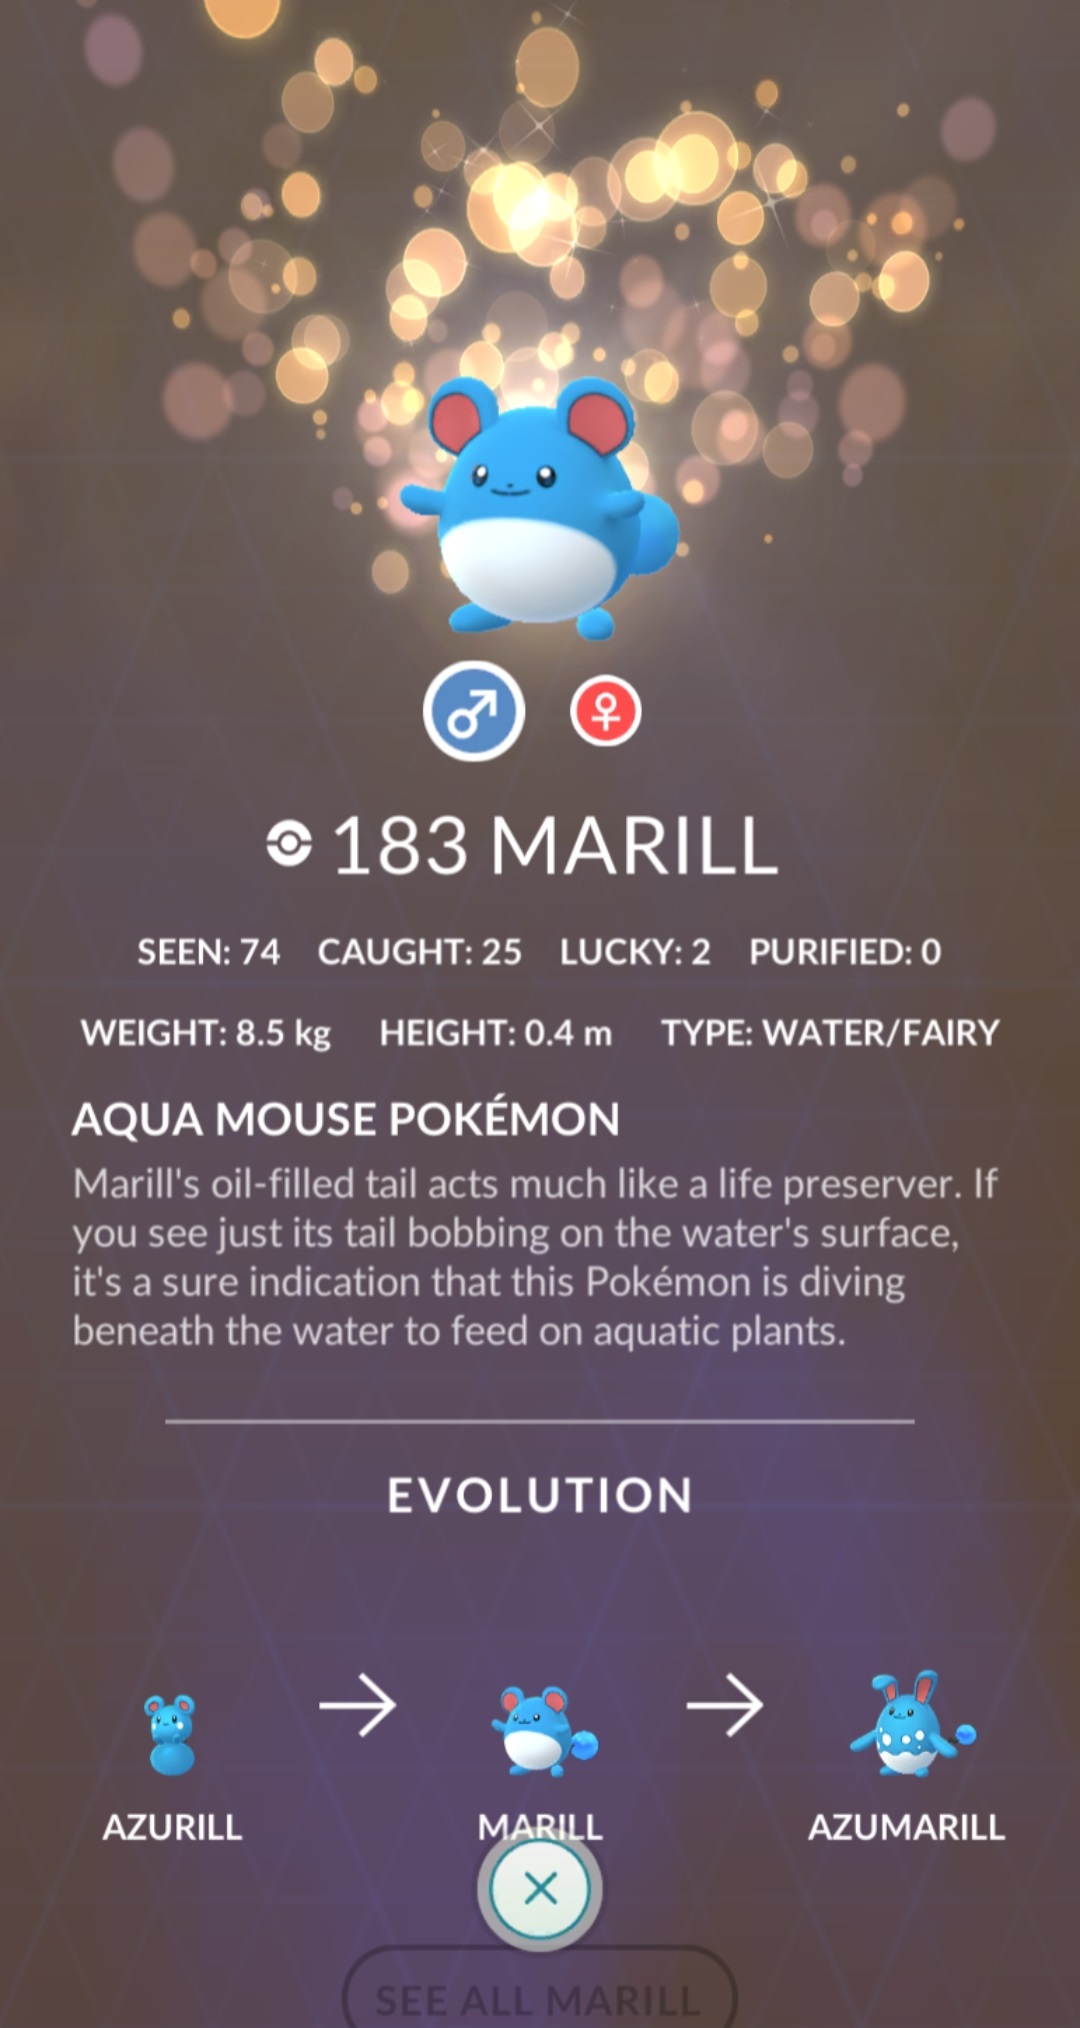 183 MARILL
SEEN: 74 CAUGHT: 25 LUCKY: 2 PURIFIED: 0
WEIGHT: 8.5 kg HEIGHT: 0.4 m TYPE: WATER/FAIRY
AQUA MOUSE POKÉMON
Marill's oil-filled tail acts much like a life preserver. If
you see just its tail bobbing on the water's surface,
it's a sure indication that this Pokémon is diving
beneath the water to feed on aquatic plants.
EVOLUTION
AZURILL MARILL AZUMARILL
SEE ALL MARILL